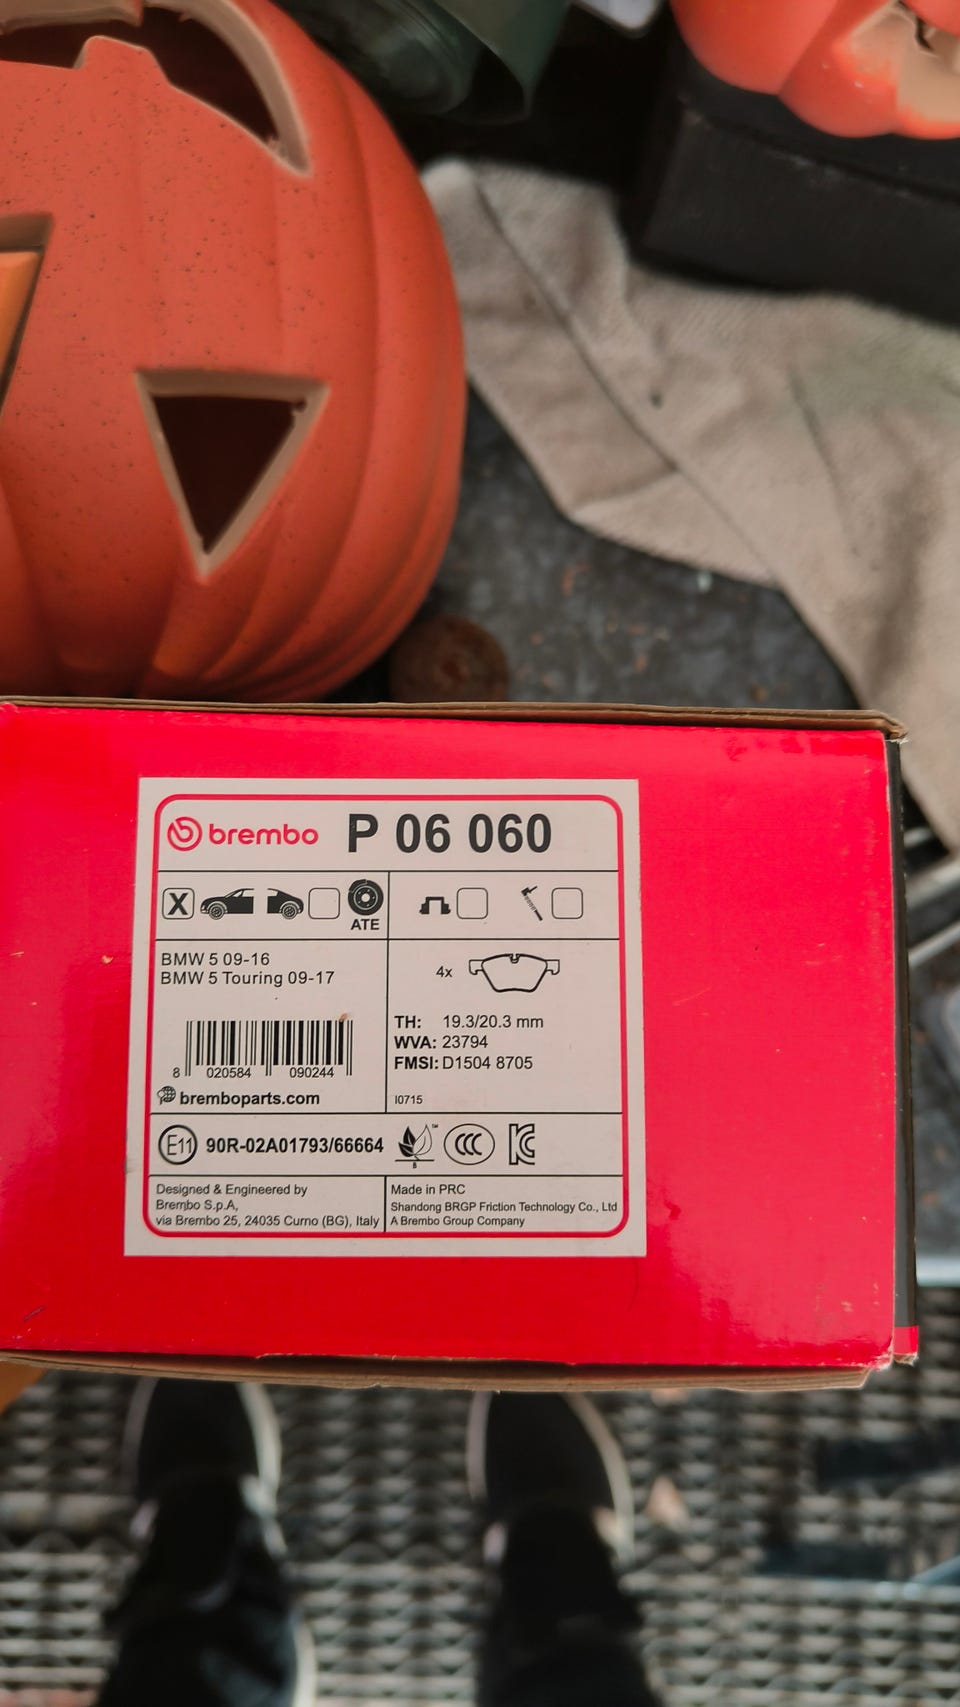 brembo P 06 060
X
ATE
BMW 5 09-16
BMW 5 Touring 09-17
4x
TH: 19.3/20.3 mm
WVA: 23794
FMSI: D1504 8705
8 020584 090244
bremboparts.com
I0715
E11 90R-02A01793/66664
TM
B
CCC
KC
Designed & Engineered by
Brembo S.p.A,
via Brembo 25, 24035 Curno (BG), Italy
Made in PRC
Shandong BRGP Friction Technology Co., Ltd
A Brembo Group Company